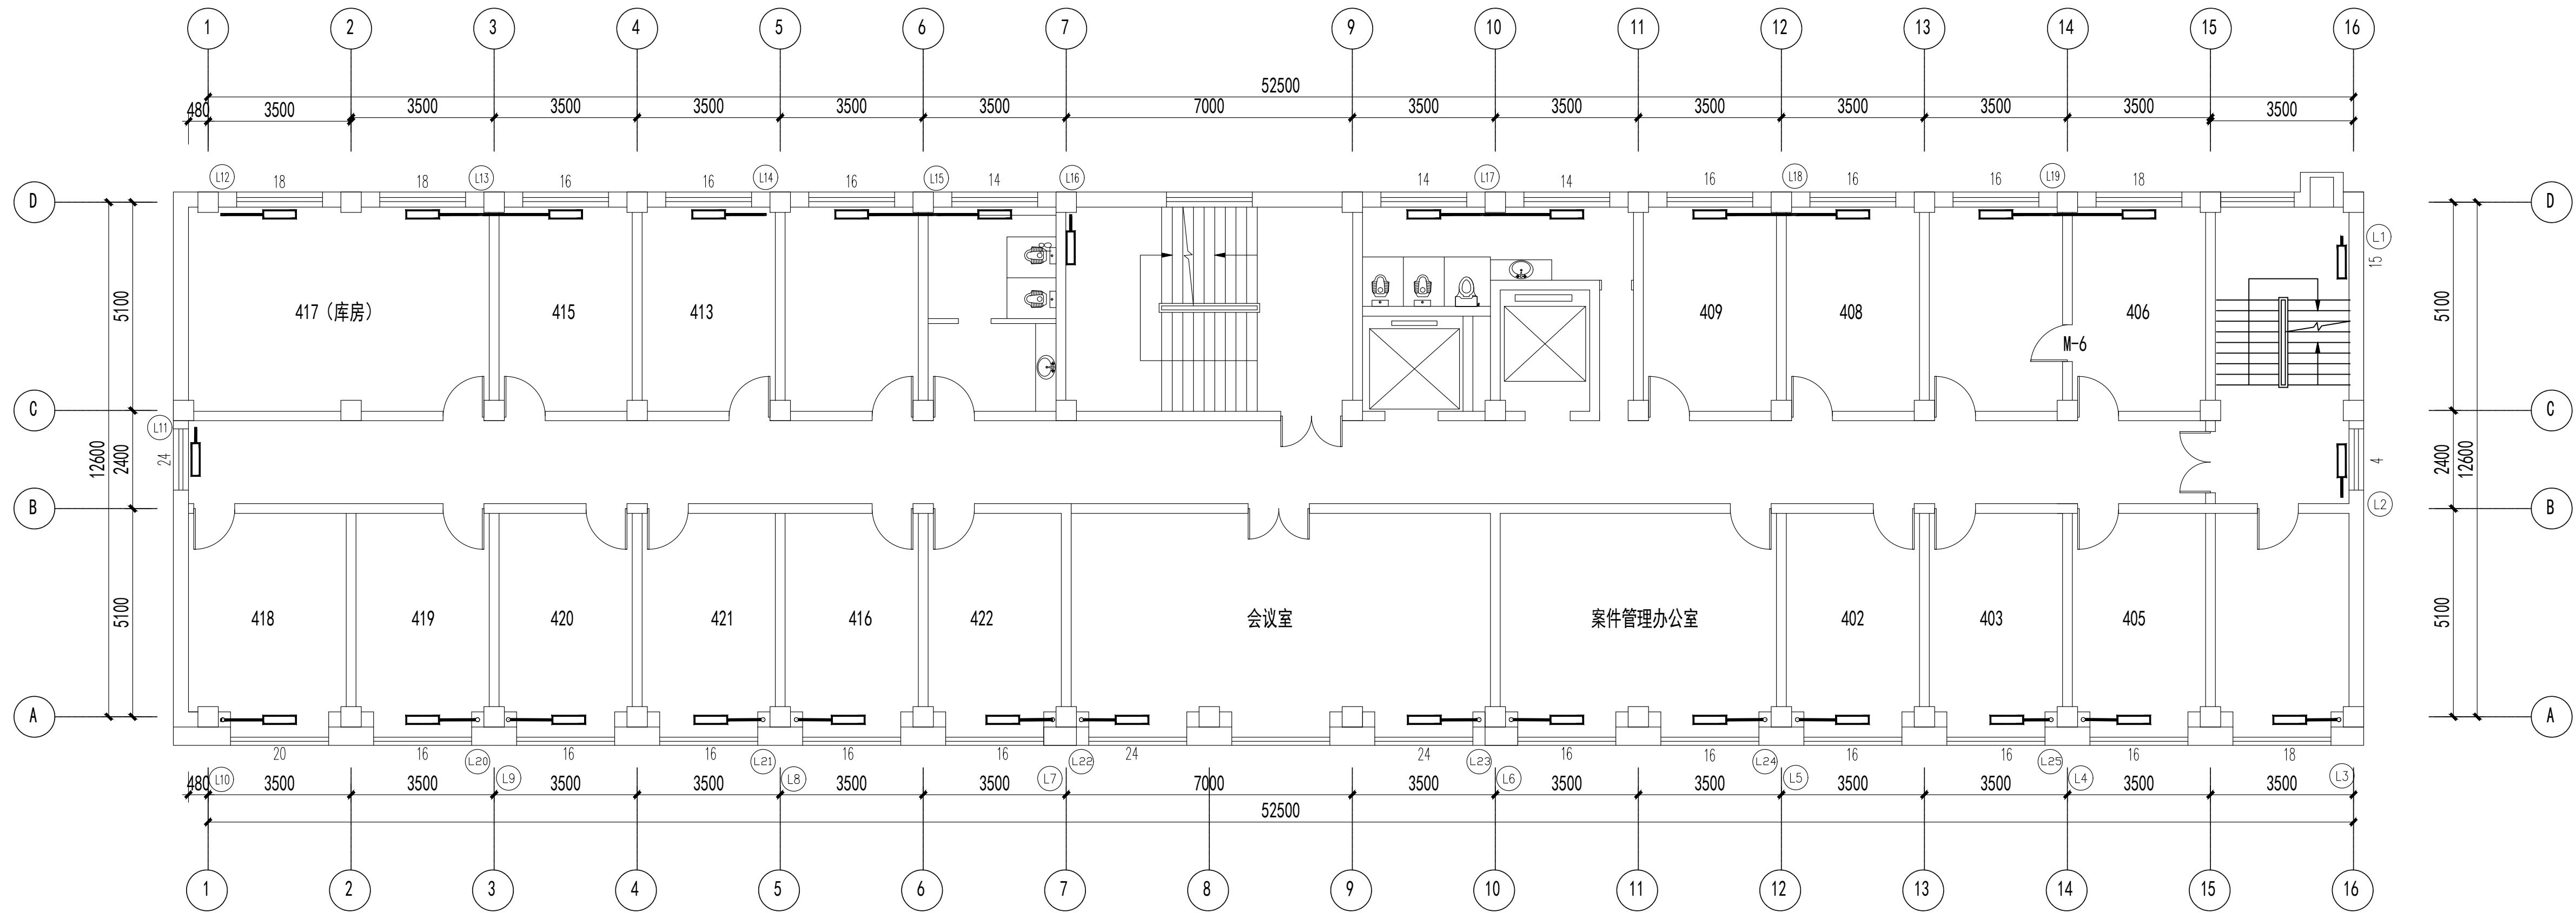 1 2 3 4 5 6 7 9 10 11 12 13 14 15 16
52500
480 3500 3500 3500 3500 3500 3500 7000 3500 3500 3500 3500 3500 3500 3500
L12 18 18 L13 16 16 L14 16 L15 14 L16 14 L17 14 16 L18 16 16 L19 18
D D
L1
15
5100 417（库房） 415 413 409 408 406 5100
M-6
C C
L11
12600 2400 24 4 2400 12600
B L2 B
5100 418 419 420 421 416 422 会议室 案件管理办公室 402 403 405 5100
A A
20 16 16 16 16 16 24 24 16 16 16 16 16 18
L20 L21 L22 L23 L24 L25
L10 L9 L8 L7 L6 L5 L4 L3
480 3500 3500 3500 3500 3500 3500 7000 3500 3500 3500 3500 3500 3500 3500
52500
1 2 3 4 5 6 7 8 9 10 11 12 13 14 15 16